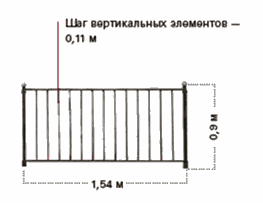 Шаг вертикальных элементов —
0,11 м
0,9 м
1,54 м